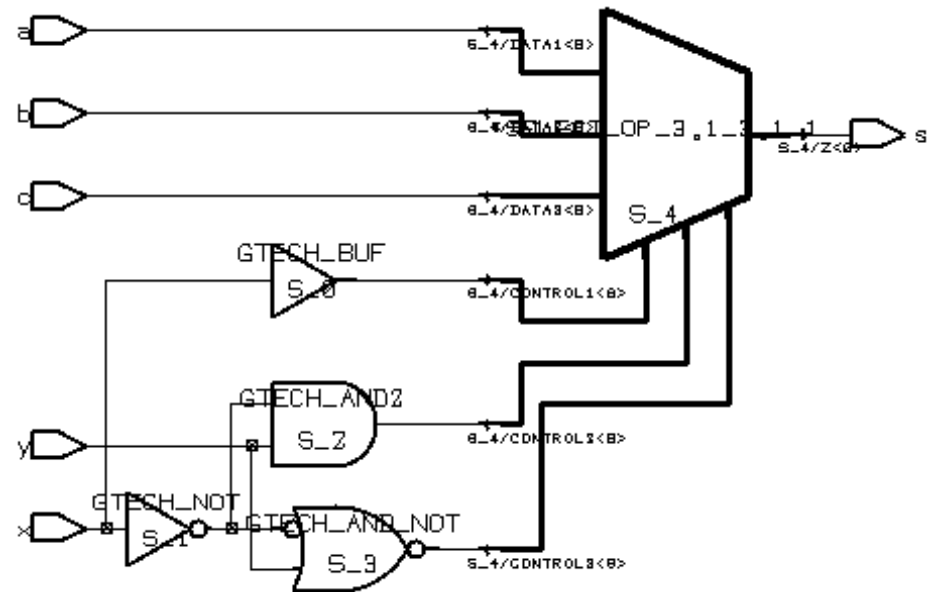 a
S_4/DATA1<0>
b
c
S_4/DATA3<0>
S_4
S_4/Z<0>
s
GTECH_BUF
S_0
S_4/CONTROL1<0>
GTECH_AND2
S_2
S_4/CONTROL2<0>
y
GTECH_NOT
S_1
x
GTECH_AND_NOT
S_3
S_4/CONTROL3<0>